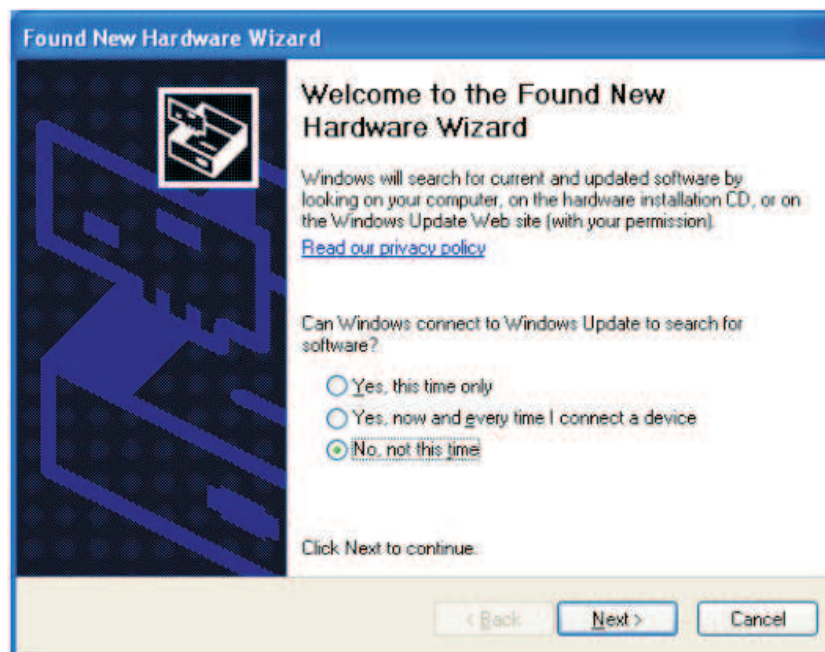 Found New Hardware Wizard
Welcome to the Found New
Hardware Wizard
Windows will search for current and updated software by
looking on your computer, on the hardware installation CD, or on
the Windows Update Web site (with your permission).
Read our privacy policy
Can Windows connect to Windows Update to search for
software?
Yes, this time only
Yes, now and every time I connect a device
No, not this time
Click Next to continue.
< Back
Next >
Cancel